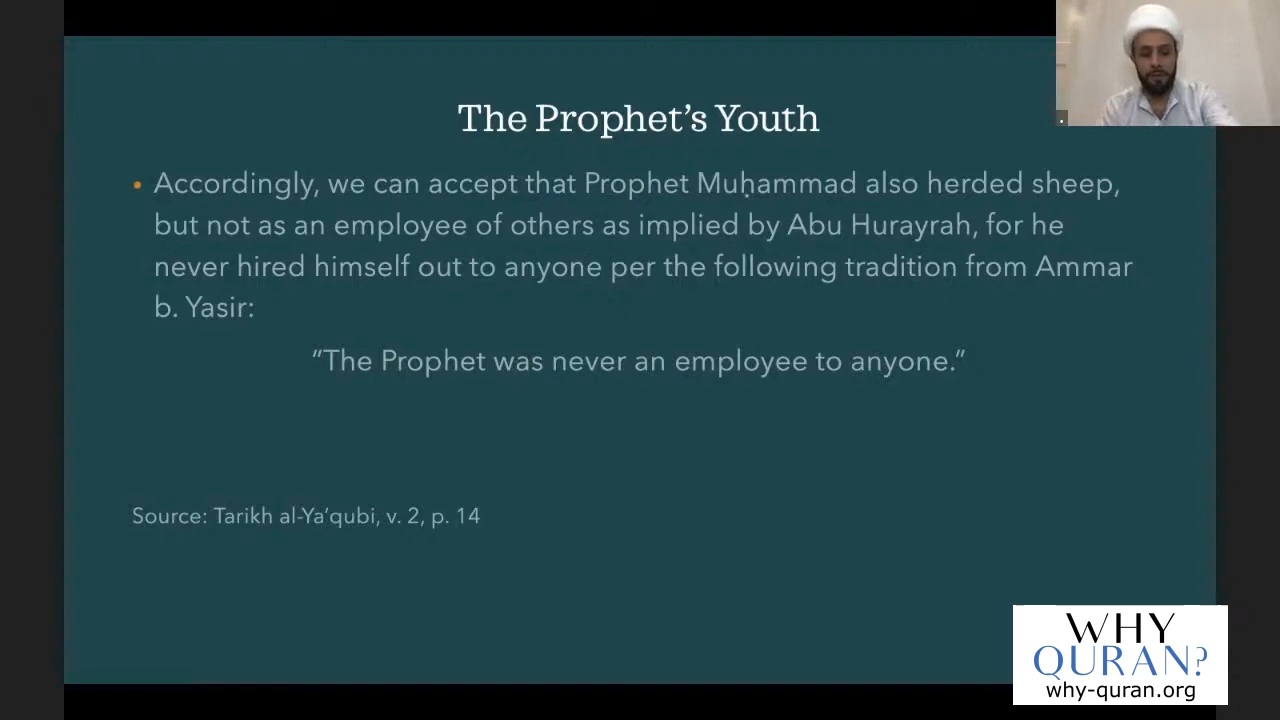 The Prophet’s Youth
• Accordingly, we can accept that Prophet Muḥammad also herded sheep,
but not as an employee of others as implied by Abu Hurayrah, for he
never hired himself out to anyone per the following tradition from Ammar
b. Yasir:
“The Prophet was never an employee to anyone.”
Source: Tarikh al-Ya’qubi, v. 2, p. 14
WHY
QURAN?
why-quran.org